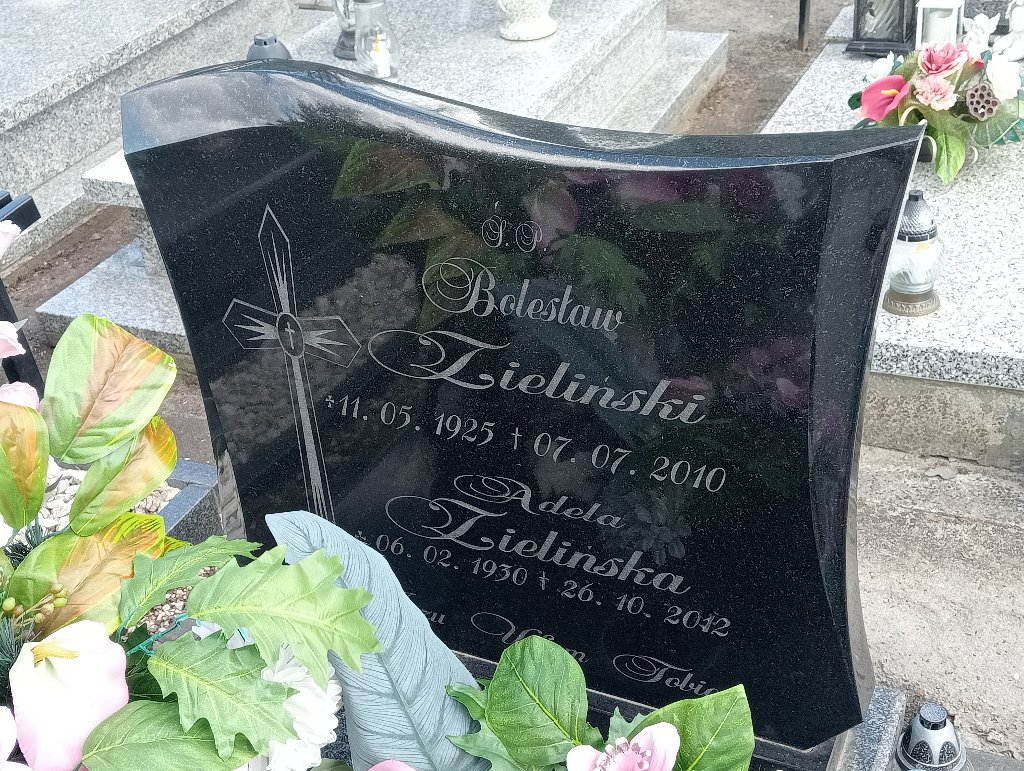 Ś.P.
Bolesław
Zieliński
* 11. 05. 1925 † 07. 07. 2010
Adela
Zielińska
* 06. 02. 1930 † 26. 10. 2012